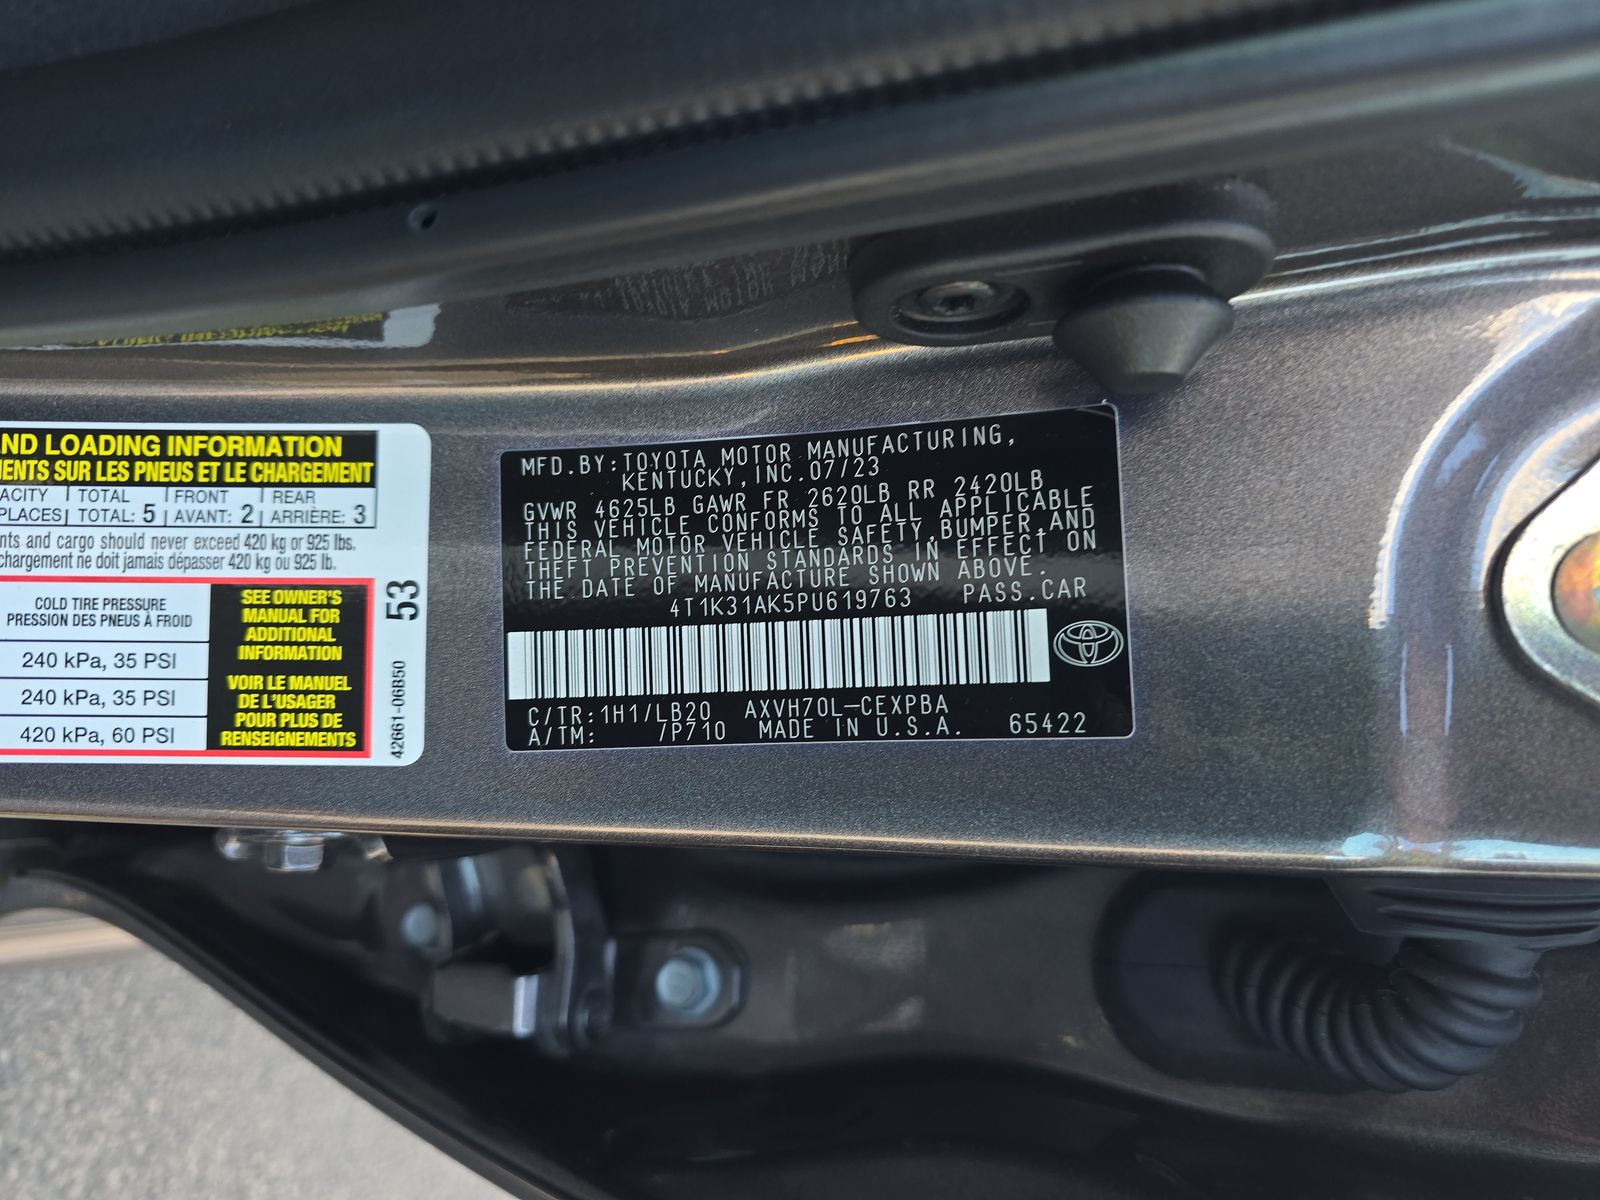 ND LOADING INFORMATION
ENTS SUR LES PNEUS ET LE CHARGEMENT
ACITY TOTAL FRONT REAR
PLACES TOTAL: 5 AVANT: 2 ARRIÈRE: 3
nts and cargo should never exceed 420 kg or 925 lbs.
chargement ne doit jamais dépasser 420 kg ou 925 lb.
COLD TIRE PRESSURE
PRESSION DES PNEUS À FROID
240 kPa, 35 PSI
240 kPa, 35 PSI
420 kPa, 60 PSI
SEE OWNER'S
MANUAL FOR
ADDITIONAL
INFORMATION
VOIR LE MANUEL
DE L'USAGER
POUR PLUS DE
RENSEIGNEMENTS
53
42661-06B50
MFD.BY:TOYOTA MOTOR MANUFACTURING,
KENTUCKY,INC.07/23
GVWR 4625LB GAWR FR 2620LB RR 2420LB
THIS VEHICLE CONFORMS TO ALL APPLICABLE
FEDERAL MOTOR VEHICLE SAFETY,BUMPER,AND
THEFT PREVENTION STANDARDS IN EFFECT ON
THE DATE OF MANUFACTURE SHOWN ABOVE.
4T1K31AK5PU619763 PASS.CAR
C/TR:1H1/LB20 AXVH70L-CEXPBA
A/TM: /P710 MADE IN U.S.A. 65422